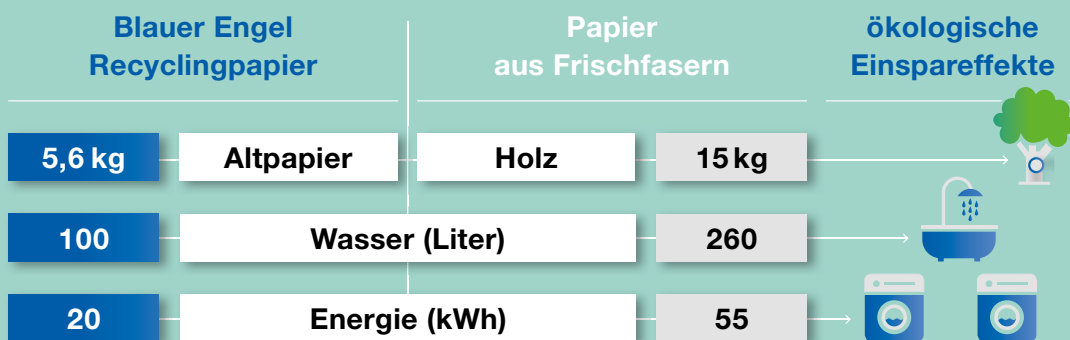 Blauer Engel
Recyclingpapier
Papier
aus Frischfasern
ökologische
Einspareffekte
5,6 kg Altpapier Holz 15 kg
100 Wasser (Liter) 260
20 Energie (kWh) 55